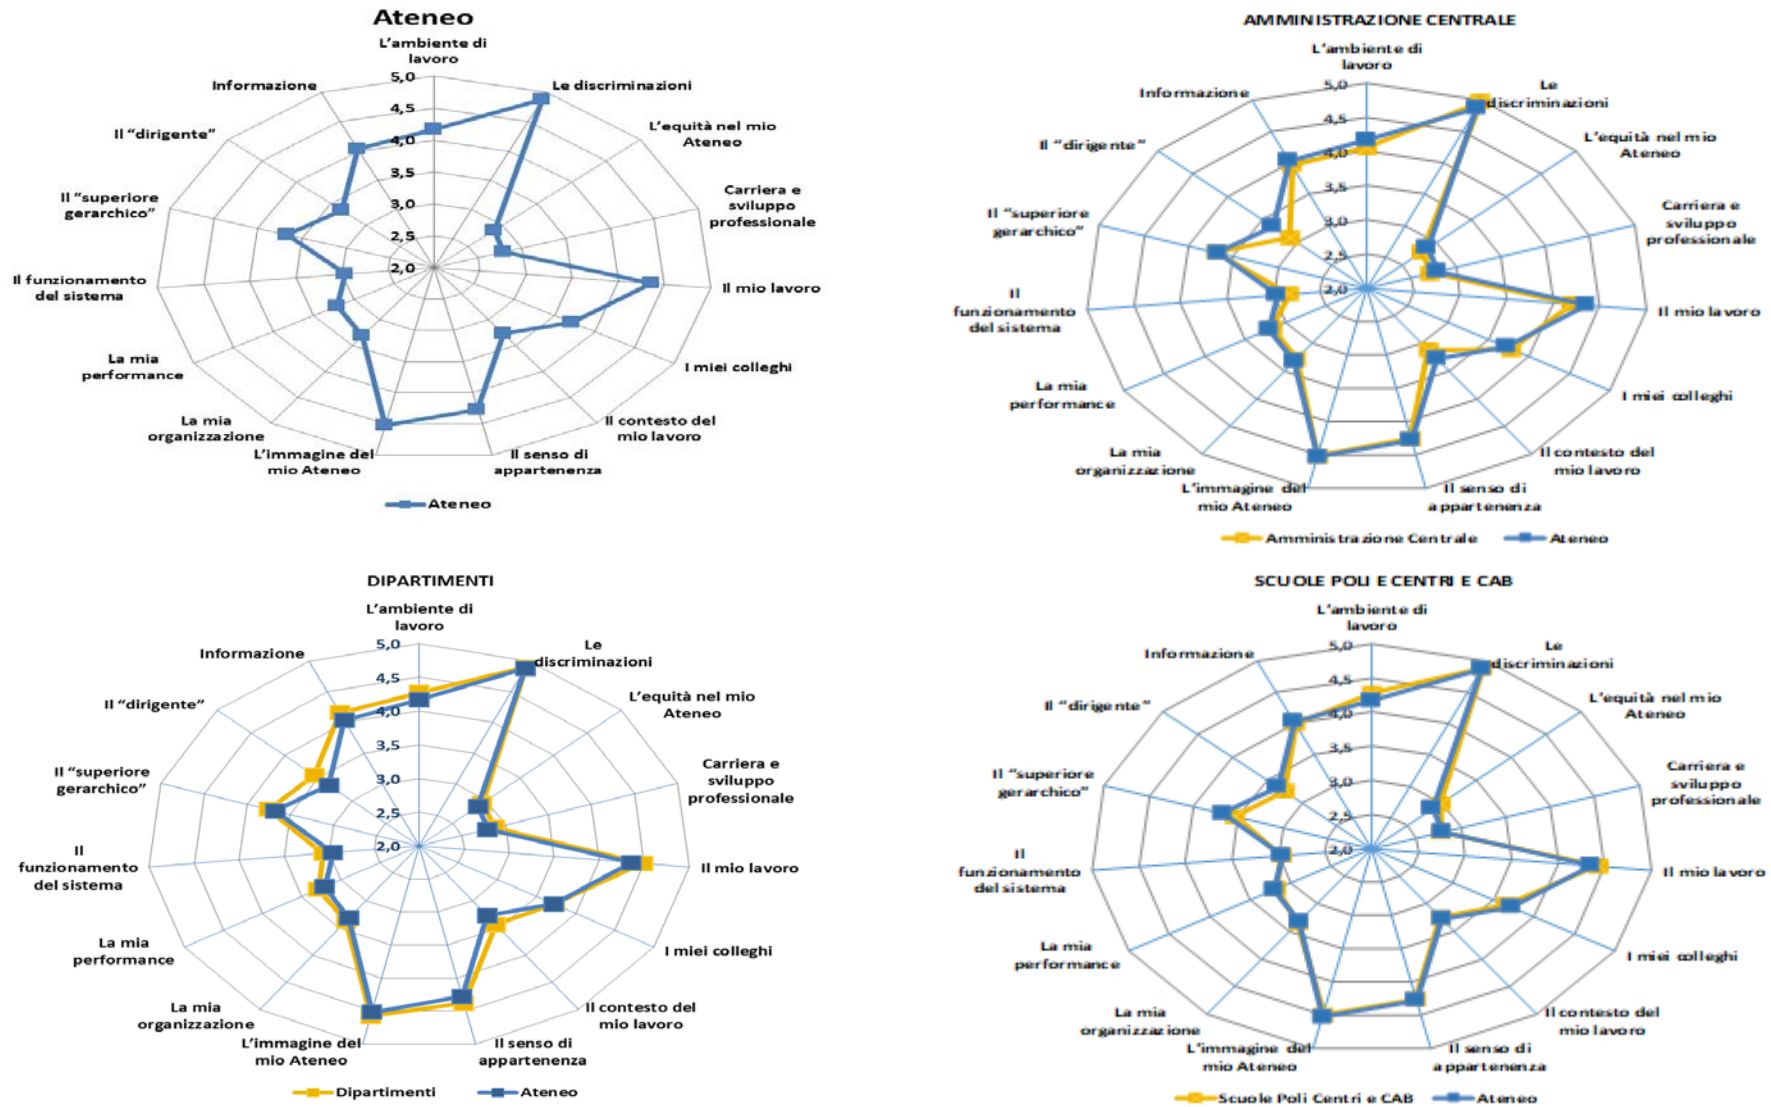 Ateneo
L'ambiente di
lavoro
Le discriminazioni
L'equità nel mio
Ateneo
Carriera e
sviluppo
professionale
Il mio lavoro
I miei colleghi
Il contesto del
mio lavoro
Il senso di
appartenenza
L'immagine del
mio Ateneo
La mia
organizzazione
La mia
performance
Il funzionamento
del sistema
Il "superiore
gerarchico"
Il "dirigente"
Informazione
5,0
4,5
4,0
3,5
3,0
2,5
2,0
Ateneo
AMMINISTRAZIONE CENTRALE
L'ambiente di
lavoro
Le
discriminazioni
L'equità nel mio
Ateneo
Carriera e
sviluppo
professionale
Il mio lavoro
I miei colleghi
Il contesto del
mio lavoro
Il senso di
appartenenza
L'immagine del
mio Ateneo
La mia
organizzazione
La mia
performance
Il
funzionamento
del sistema
Il "superiore
gerarchico"
Il "dirigente"
Informazione
5,0
4,5
4,0
3,5
3,0
2,5
2,0
Amministrazione Centrale
Ateneo
DIPARTIMENTI
L'ambiente di
lavoro
Le
discriminazioni
L'equità nel mio
Ateneo
Carriera e
sviluppo
professionale
Il mio lavoro
I miei colleghi
Il contesto del
mio lavoro
Il senso di
appartenenza
L'immagine del
mio Ateneo
La mia
organizzazione
La mia
performance
Il
funzionamento
del sistema
Il "superiore
gerarchico"
Il "dirigente"
Informazione
5,0
4,5
4,0
3,5
3,0
2,5
2,0
Dipartimenti
Ateneo
SCUOLE POLI E CENTRI E CAB
L'ambiente di
lavoro
Le
discriminazioni
L'equità nel mio
Ateneo
Carriera e
sviluppo
professionale
Il mio lavoro
I miei colleghi
Il contesto del
mio lavoro
Il senso di
appartenenza
L'immagine del
mio Ateneo
La mia
organizzazione
La mia
performance
Il
funzionamento
del sistema
Il "superiore
gerarchico"
Il "dirigente"
Informazione
5,0
4,5
4,0
3,5
3,0
2,5
2,0
Scuole Poli Centri e CAB
Ateneo